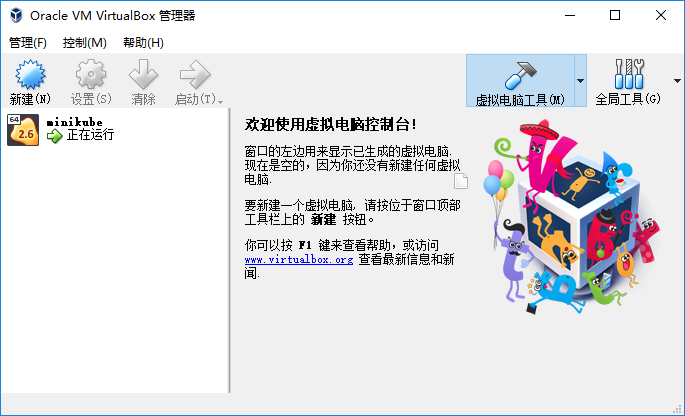 Oracle VM VirtualBox 管理器
管理(F) 控制(M) 帮助(H)
新建(N) 设置(S) 清除 启动(T) 虚拟电脑工具(M) 全局工具(G)
64
2.6
minikube
正在运行
欢迎使用虚拟电脑控制台!
窗口的左边用来显示已生成的虚拟电脑.
现在是空的, 因为你还没有新建任何虚拟
电脑.
要新建一个虚拟电脑, 请按位于窗口顶部
工具栏上的 新建 按钮。
你可以按 F1 键来查看帮助, 或访问
www.virtualbox.org 查看最新信息和新
闻.